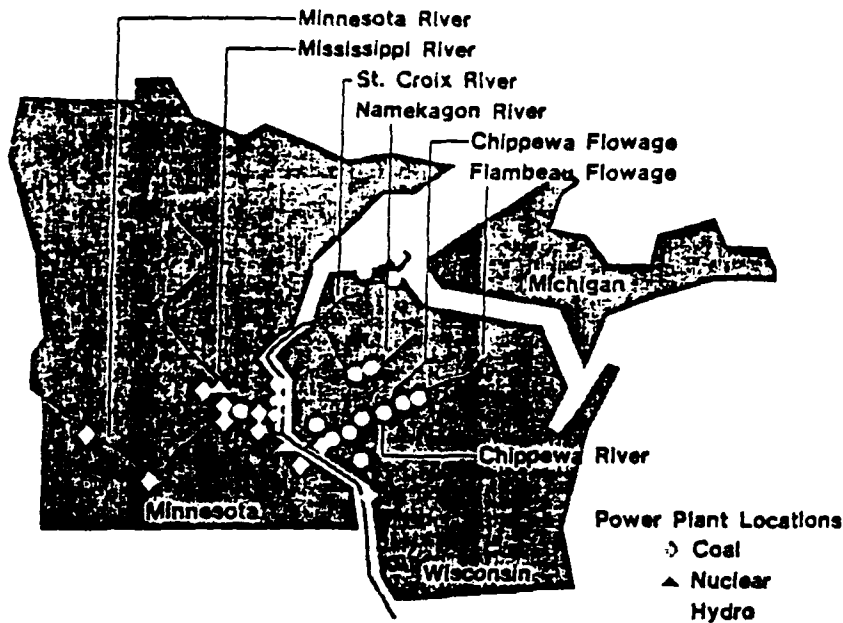 Minnesota River
Mississippi River
St. Croix River
Namekagon River
Chippewa Flowage
Flambeau Flowage
Michigan
Chippewa River
Minnesota
Wisconsin
Power Plant Locations
Coal
Nuclear
Hydro